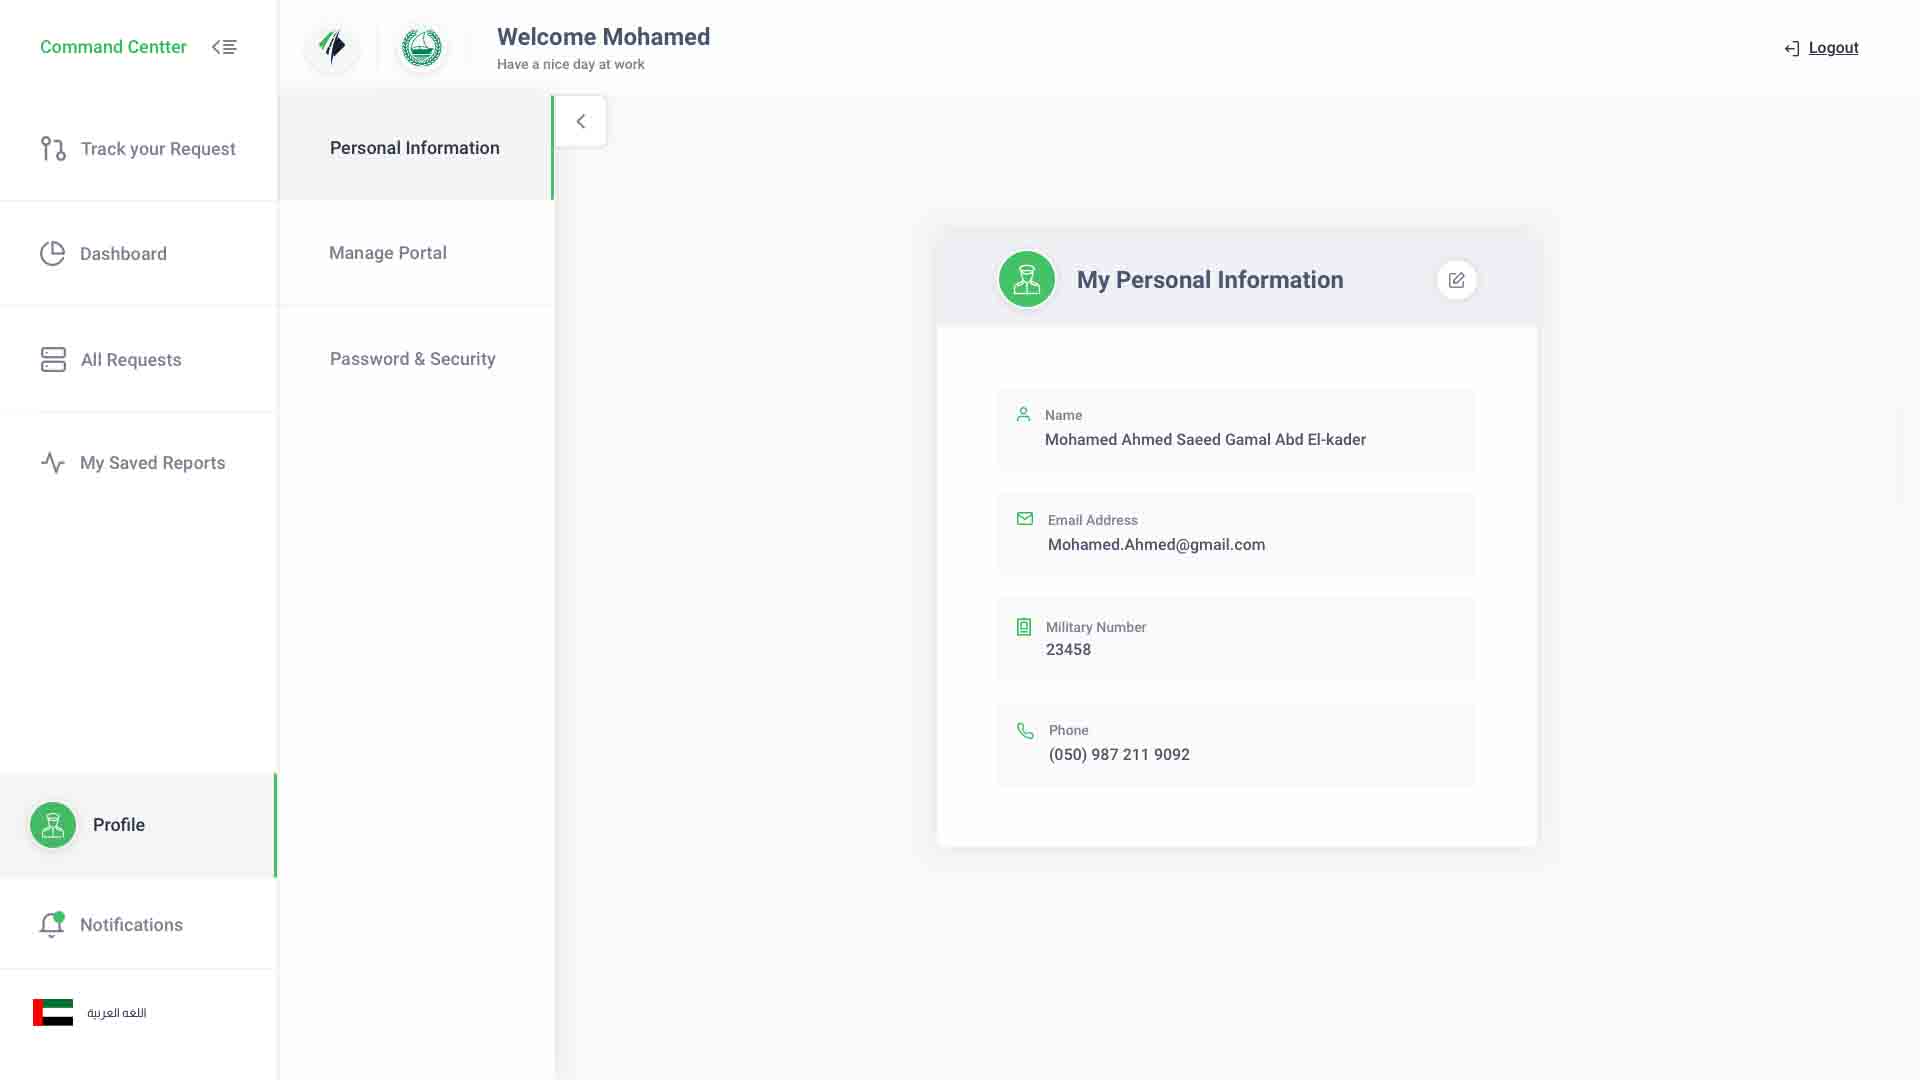 Command Centter
Welcome Mohamed
Have a nice day at work
Logout
Track your Request
Dashboard
All Requests
My Saved Reports
Profile
Notifications
اللغه العربية
Personal Information
Manage Portal
Password & Security
My Personal Information
Name
Mohamed Ahmed Saeed Gamal Abd El-kader
Email Address
Mohamed.Ahmed@gmail.com
Military Number
23458
Phone
(050) 987 211 9092